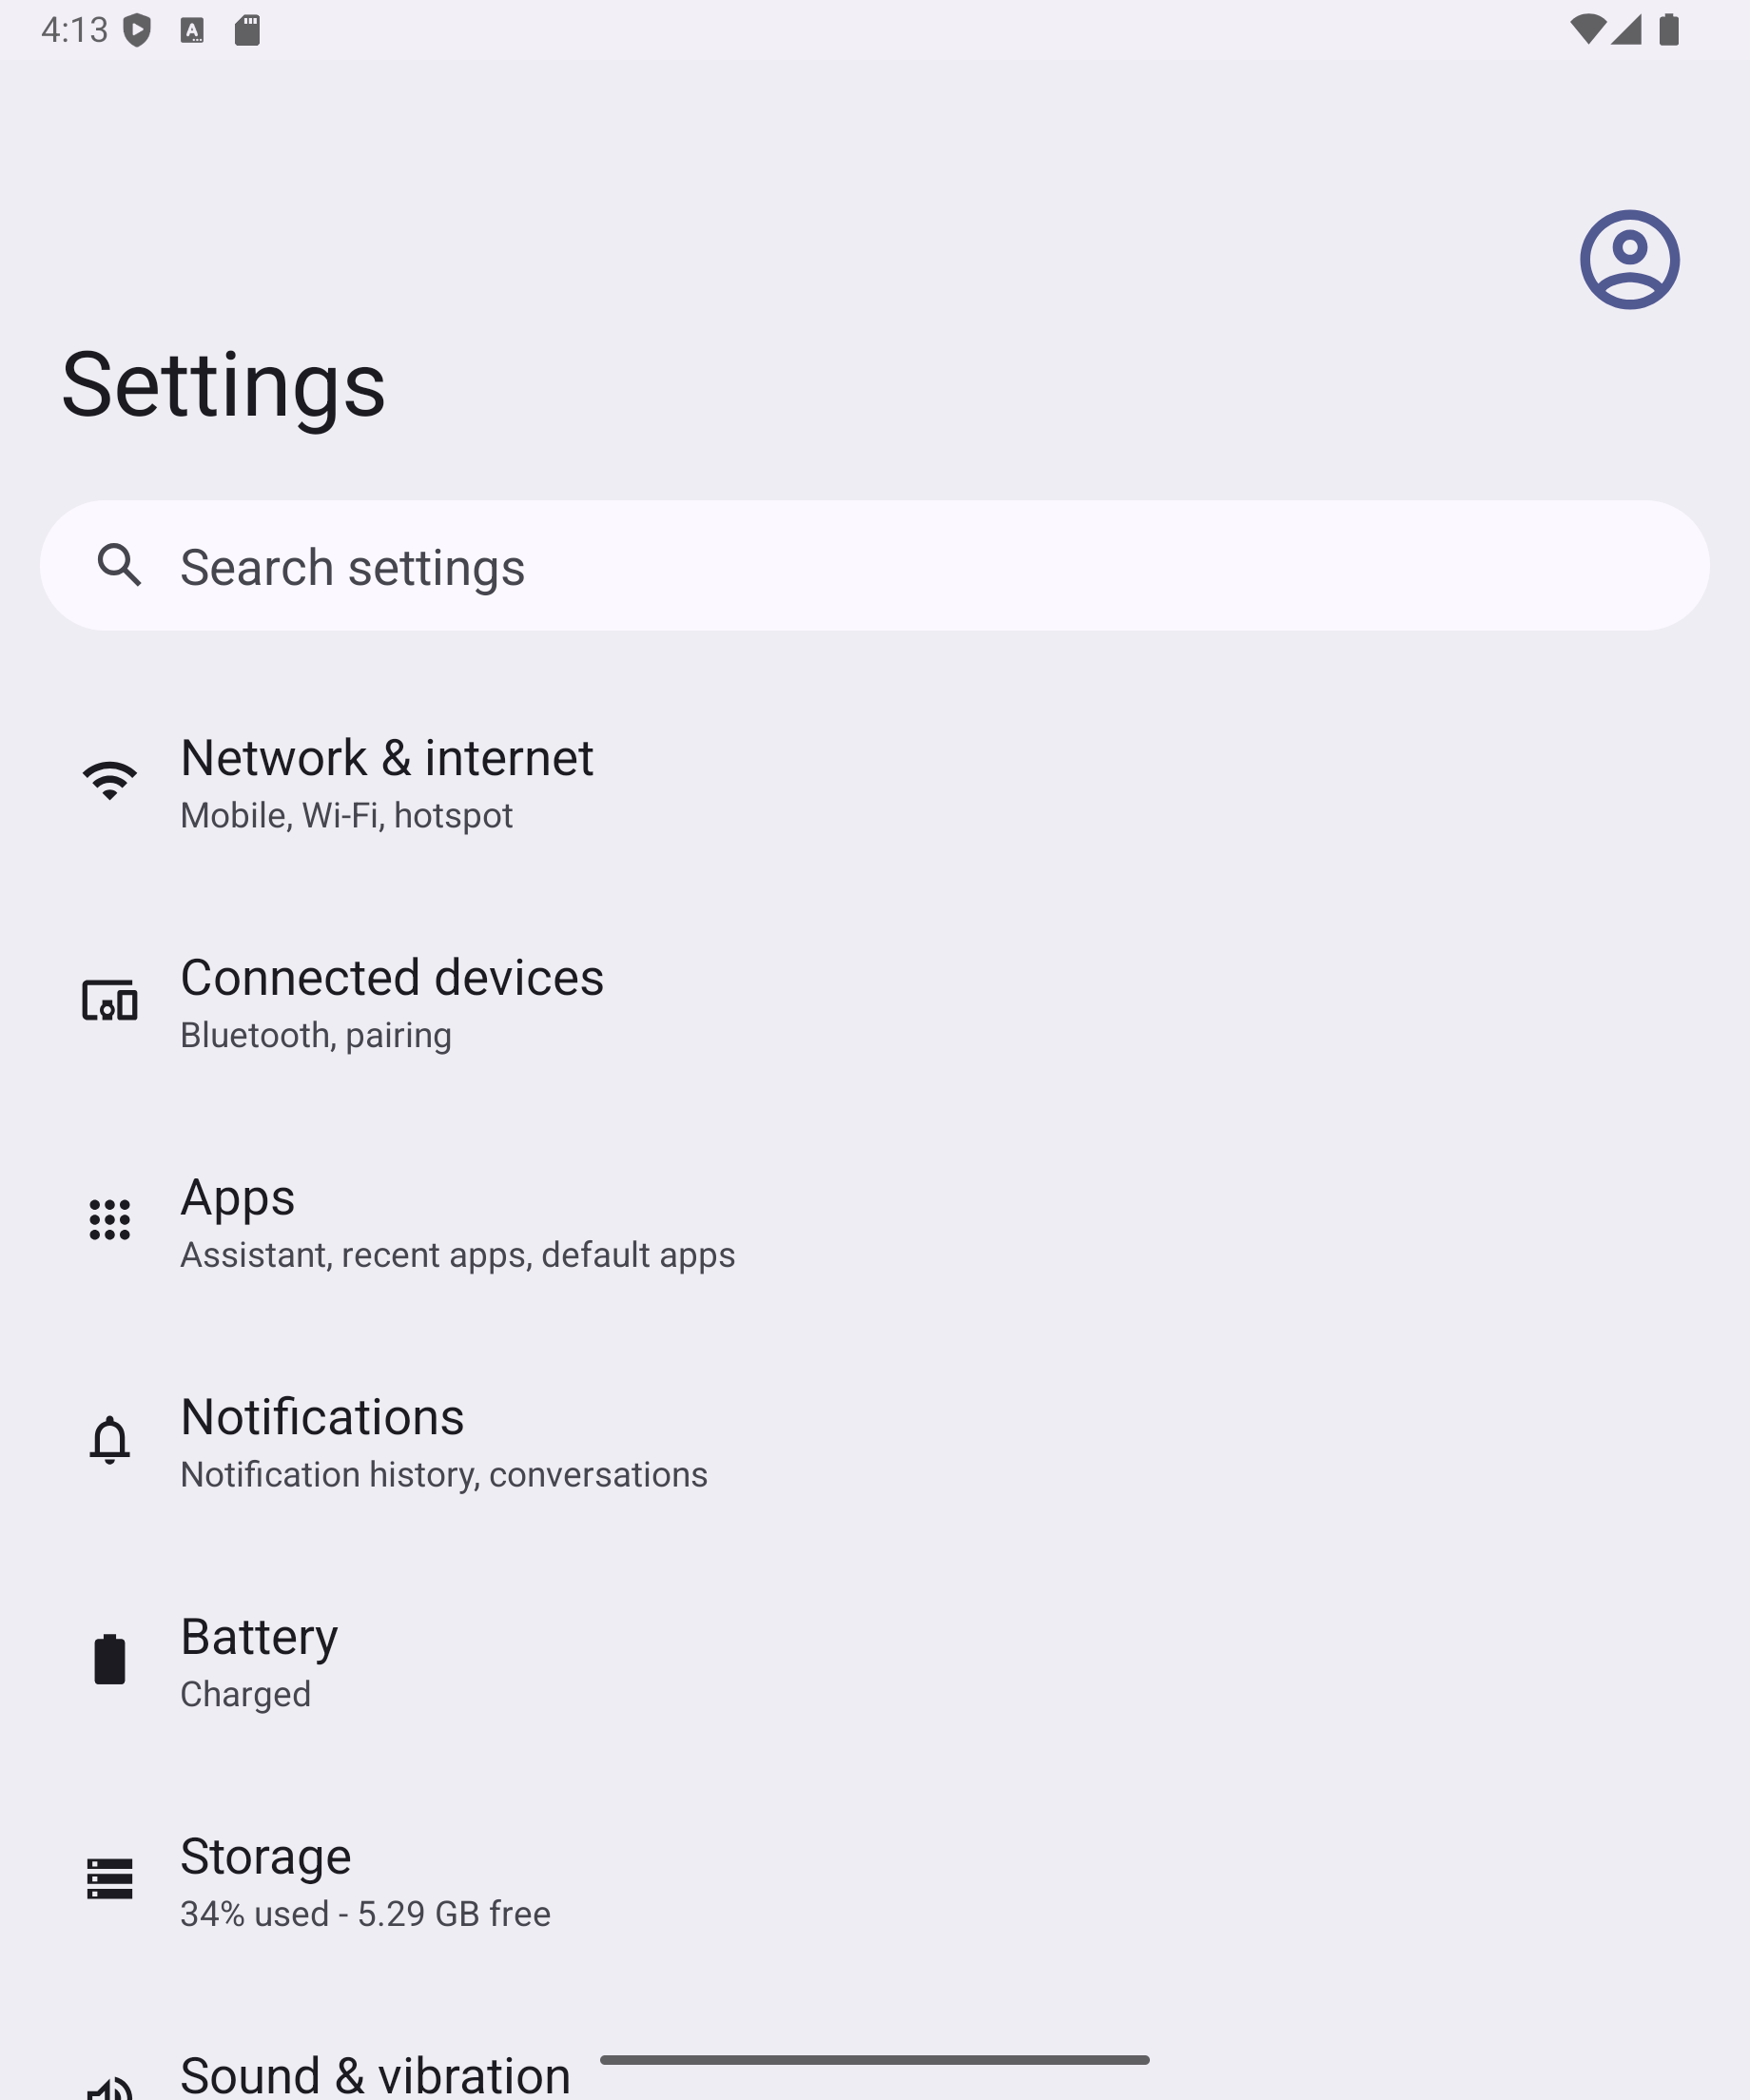 4:13
Settings
Search settings
Network & internet
Mobile, Wi-Fi, hotspot
Connected devices
Bluetooth, pairing
Apps
Assistant, recent apps, default apps
Notifications
Notification history, conversations
Battery
Charged
Storage
34% used - 5.29 GB free
Sound & vibration